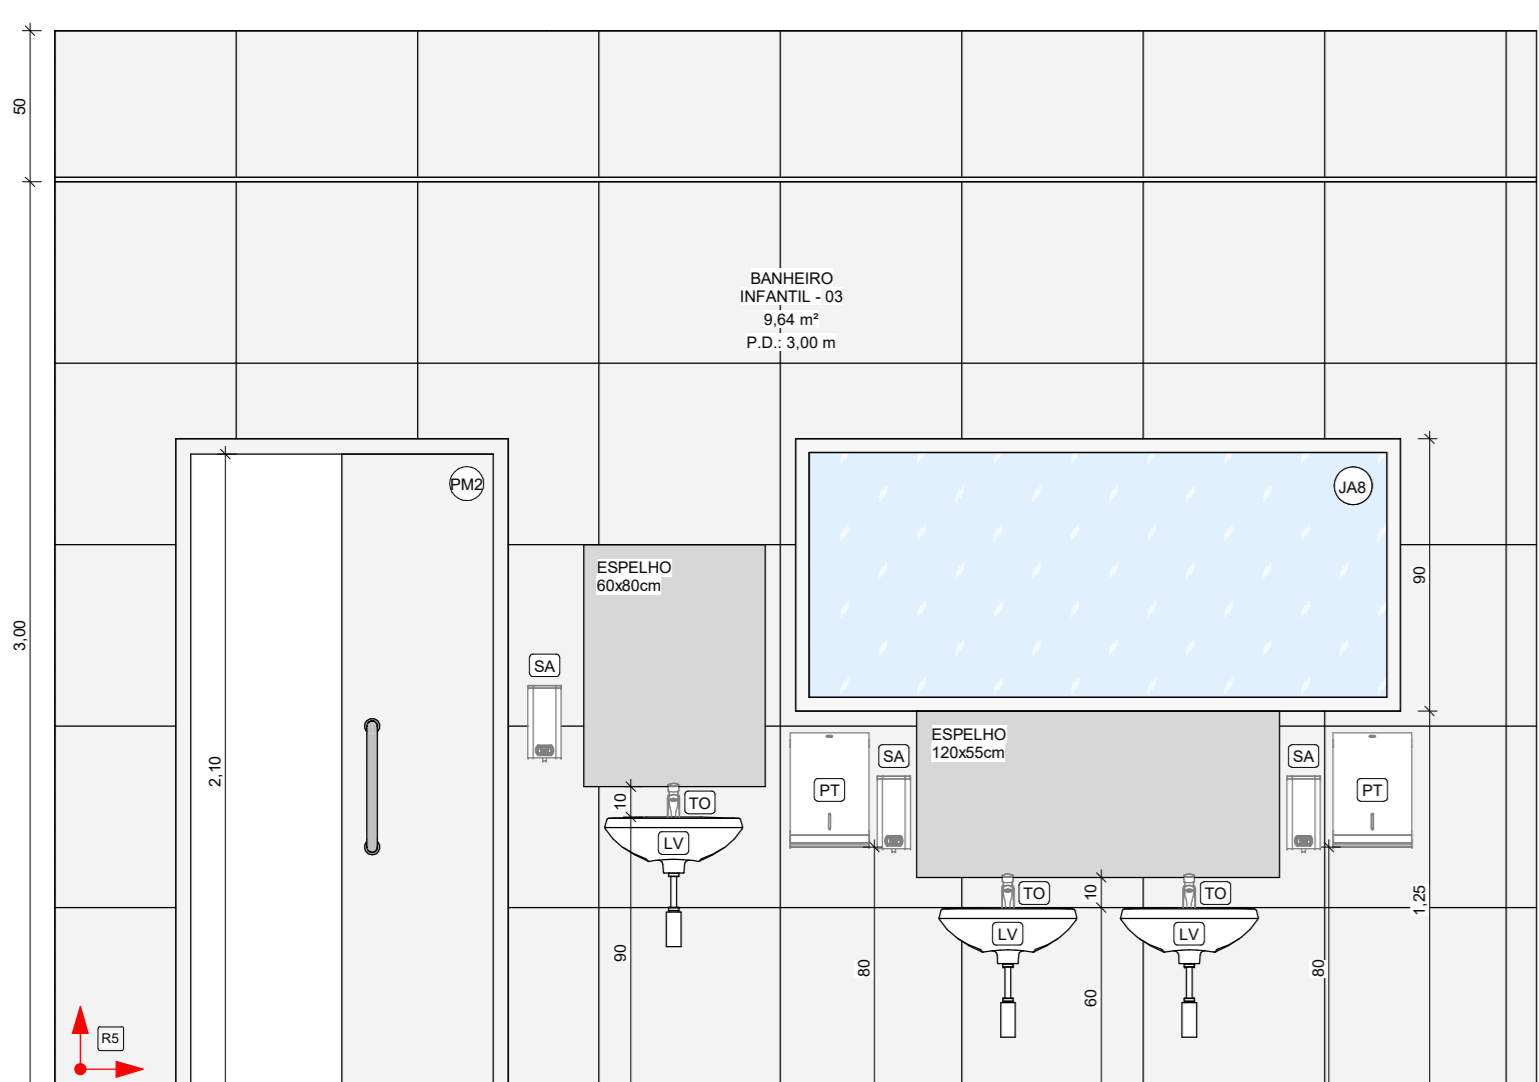 50
BANHEIRO
INFANTIL - 03
9,64 m²
P.D.: 3,00 m
PM2
JA8
ESPELHO
60x80cm
90
3,00
SA
ESPELHO
120x55cm
SA
SA
2,10
PT
PT
10
TO
LV
10
TO
TO
1,25
LV
LV
90
80
80
60
R5